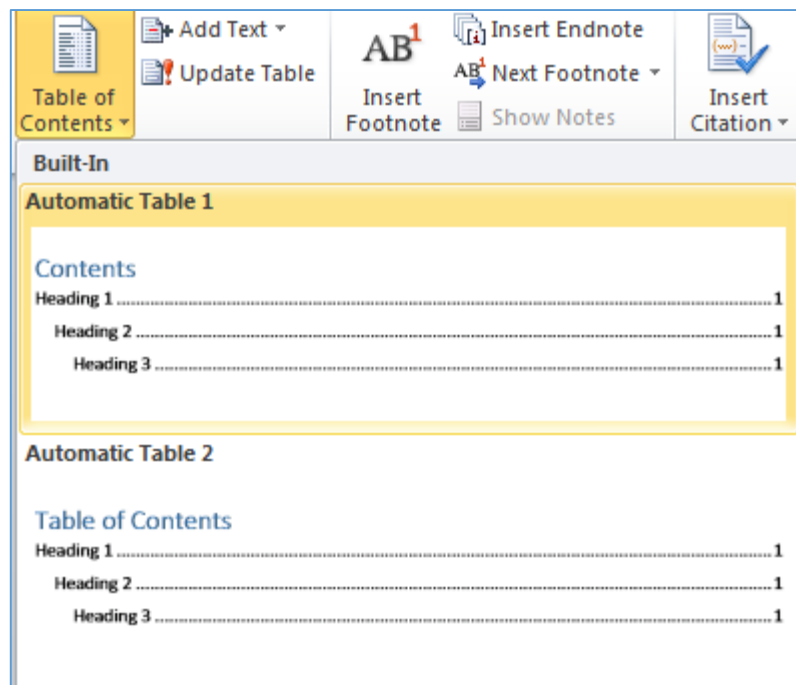 Add Text
Insert Endnote
Update Table
AB1
AB1 Next Footnote
Table of
Contents
Insert
Footnote
Show Notes
Insert
Citation
Built-In
Automatic Table 1
Contents
Heading 1 ........ 1
Heading 2 ........ 1
Heading 3 ........ 1
Automatic Table 2
Table of Contents
Heading 1 ........ 1
Heading 2 ........ 1
Heading 3 ........ 1